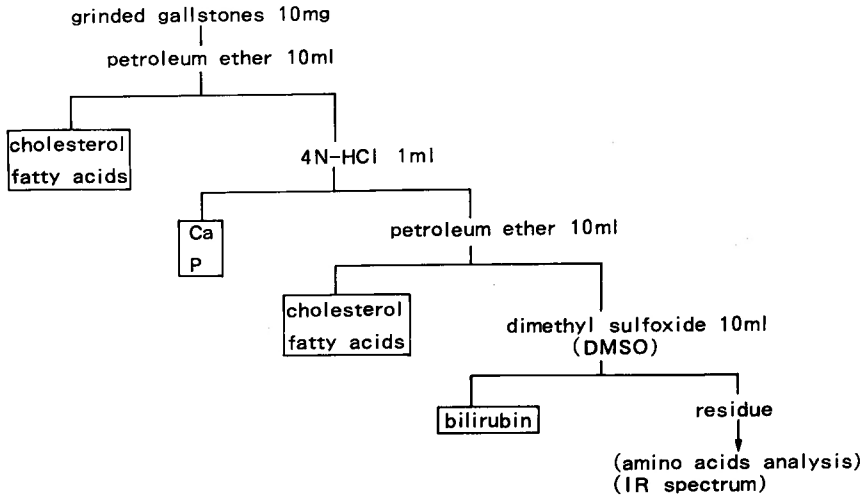 grinded gallstones 10mg
petroleum ether 10ml
cholesterol
fatty acids
4N-HCl 1ml
Ca
P
petroleum ether 10ml
cholesterol
fatty acids
dimethyl sulfoxide 10ml
(DMSO)
bilirubin
residue
(amino acids analysis)
(IR spectrum)